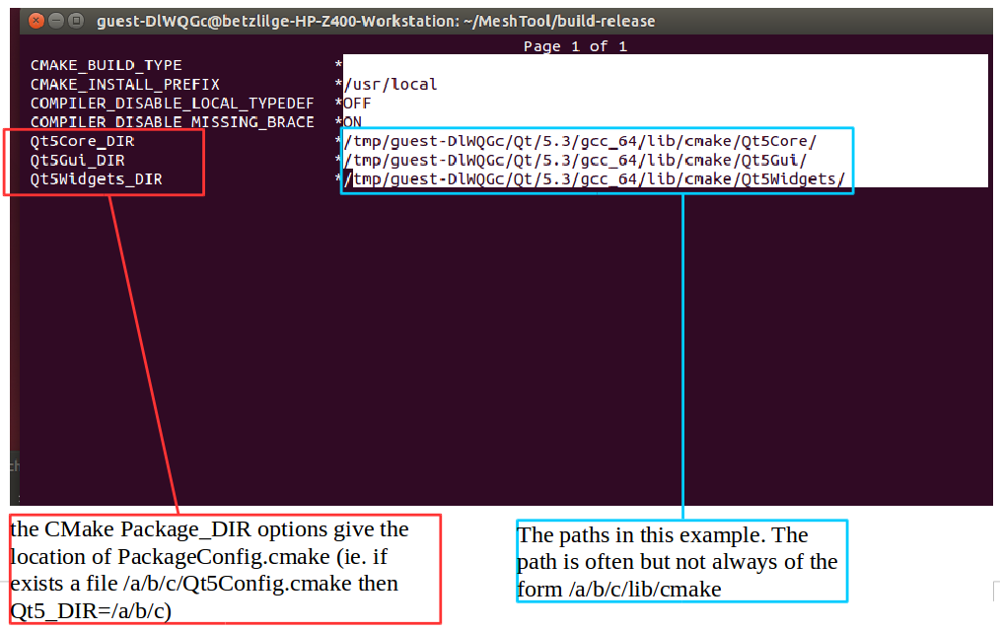 guest-DlWQGc@betzlilge-HP-Z400-Workstation: ~/MeshTool/build-release
Page 1 of 1
CMAKE_BUILD_TYPE *
CMAKE_INSTALL_PREFIX */usr/local
COMPILER_DISABLE_LOCAL_TYPEDEF *OFF
COMPILER_DISABLE_MISSING_BRACE *ON
Qt5Core_DIR */tmp/guest-DlWQGc/Qt/5.3/gcc_64/lib/cmake/Qt5Core/
Qt5Gui_DIR */tmp/guest-DlWQGc/Qt/5.3/gcc_64/lib/cmake/Qt5Gui/
Qt5Widgets_DIR */tmp/guest-DlWQGc/Qt/5.3/gcc_64/lib/cmake/Qt5Widgets/
the CMake Package_DIR options give the
location of PackageConfig.cmake (ie. if
exists a file /a/b/c/Qt5Config.cmake then
Qt5_DIR=/a/b/c)
The paths in this example. The
path is often but not always of the
form /a/b/c/lib/cmake